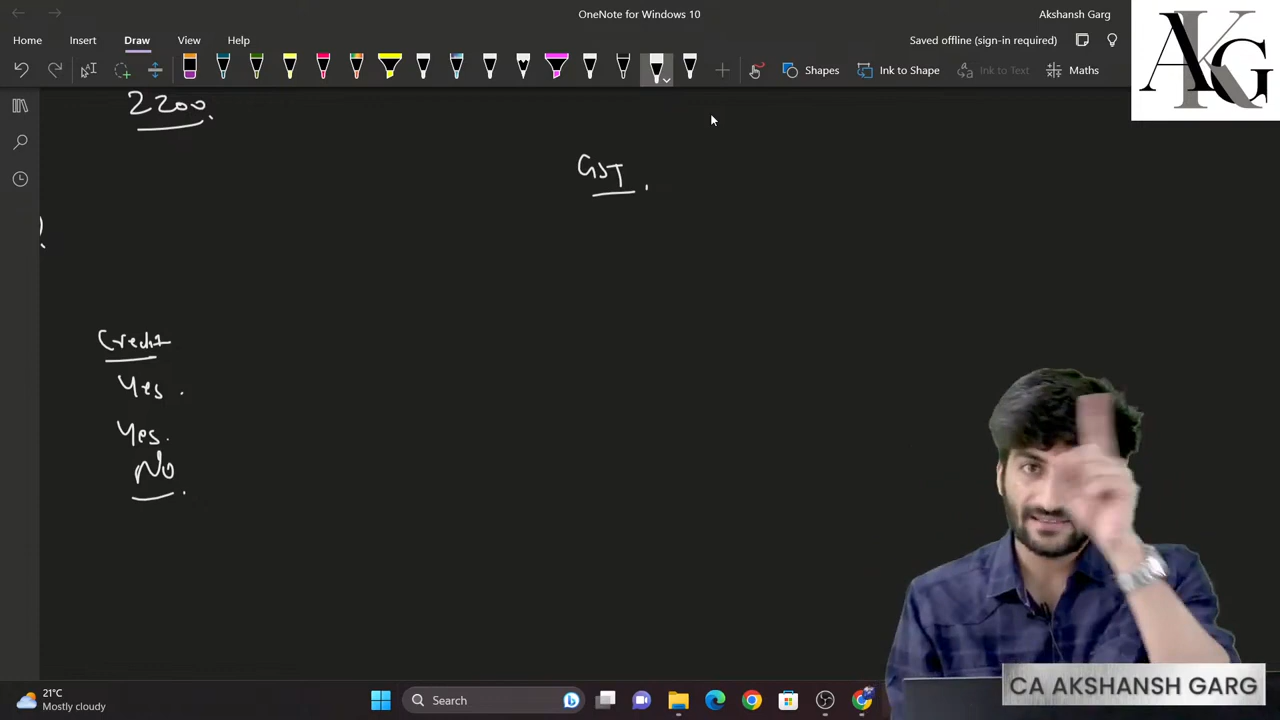 OneNote for Windows 10
Akshansh Garg
Home Insert Draw View Help
Saved offline (sign-in required)
Shapes Ink to Shape Ink to Text Maths
AKG
2200
GST
Credit
Yes.
Yes.
No
CA AKSHANSH GARG
21°C
Mostly cloudy
Search